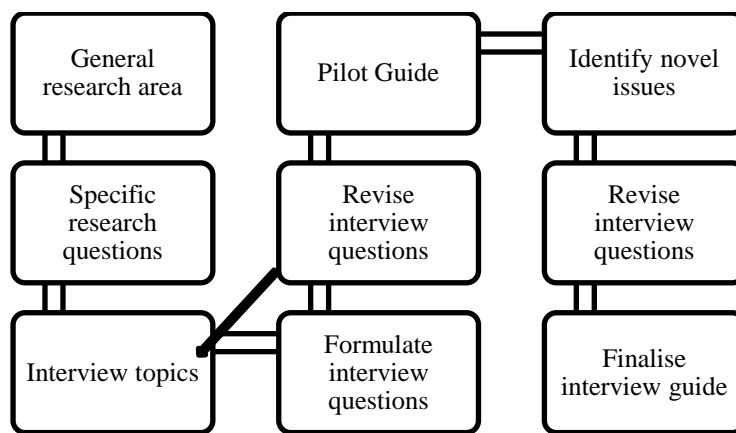 General
research area
Specific
research
questions
Interview topics
Pilot Guide
Revise
interview
questions
Formulate
interview
questions
Identify novel
issues
Revise
interview
questions
Finalise
interview guide